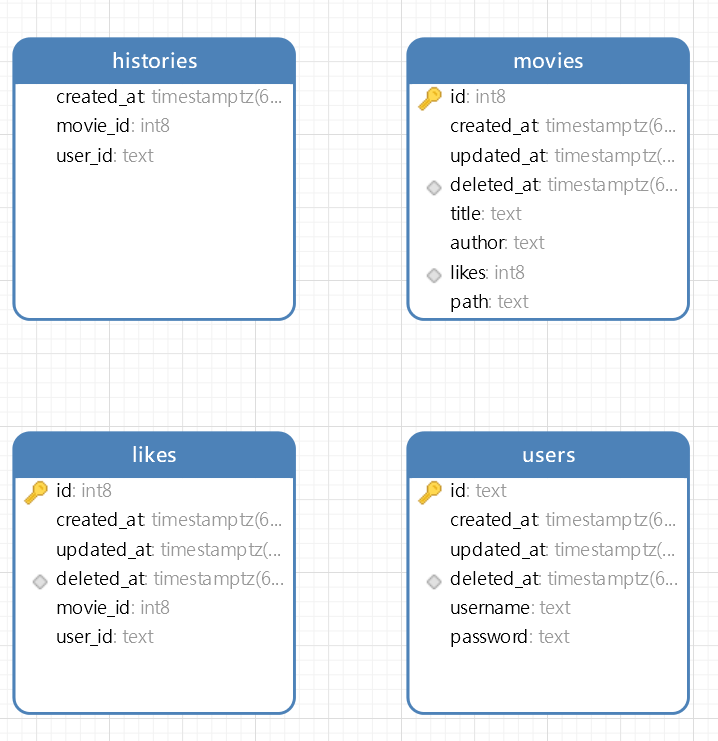 histories
created_at: timestamptz(6...
movie_id: int8
user_id: text
movies
id: int8
created_at: timestamptz(6...
updated_at: timestamptz(...
deleted_at: timestamptz(6...
title: text
author: text
likes: int8
path: text
likes
id: int8
created_at: timestamptz(6...
updated_at: timestamptz(...
deleted_at: timestamptz(6...
movie_id: int8
user_id: text
users
id: text
created_at: timestamptz(6...
updated_at: timestamptz(...
deleted_at: timestamptz(6...
username: text
password: text